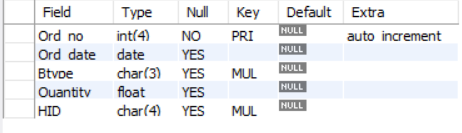 Field Type Null Key Default Extra
Ord_no int(4) NO PRI NULL auto_increment
Ord_date date YES NULL
Btype char(3) YES MUL NULL
Quantity float YES NULL
HID char(4) YES MUL NULL